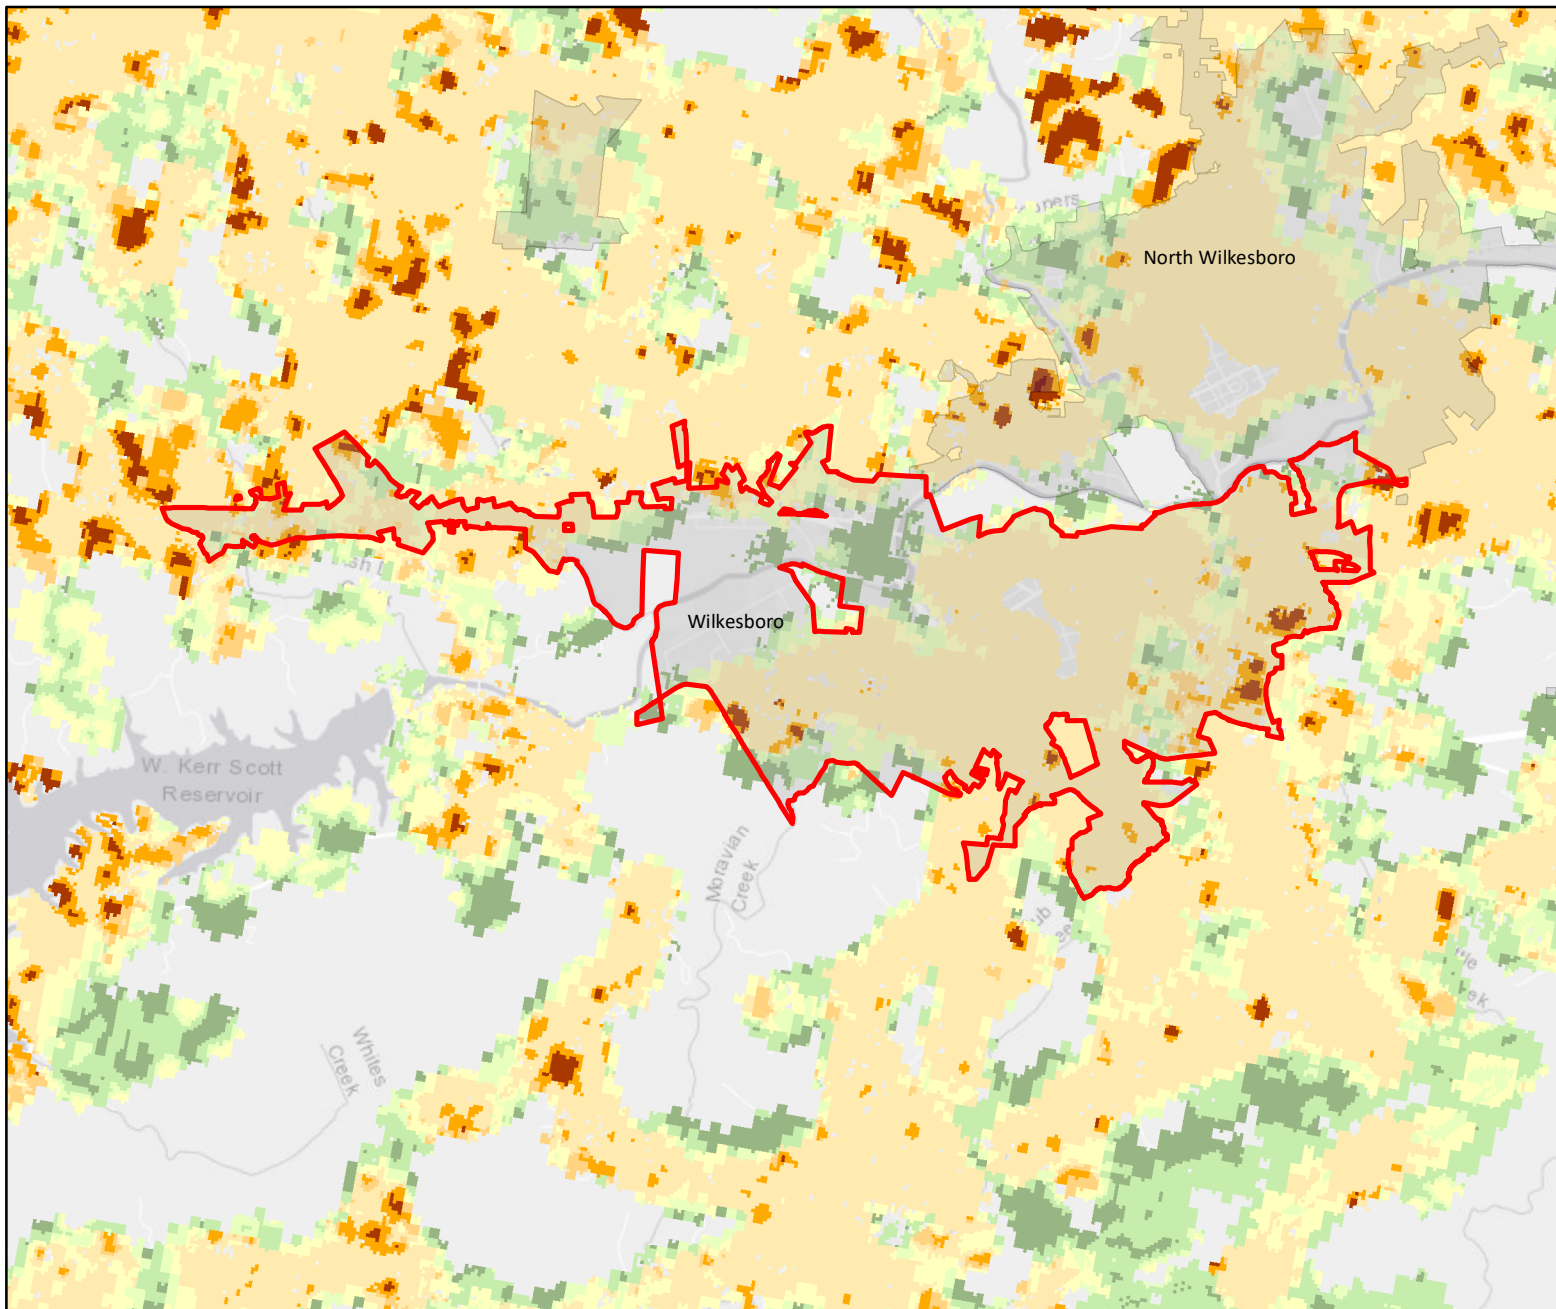 North Wilkesboro
Wilkesboro
W. Kerr Scott
Reservoir
Moravian
Creek
Whites
Creek